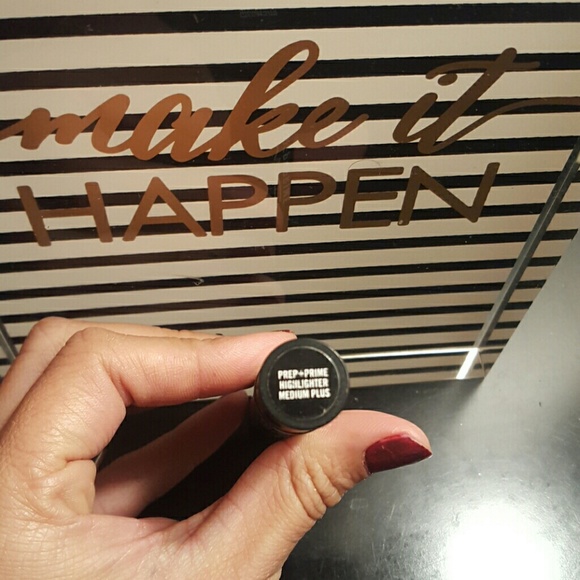 make it
HAPPEN
PREP+PRIME
HIGHLIGHTER
MEDIUM PLUS